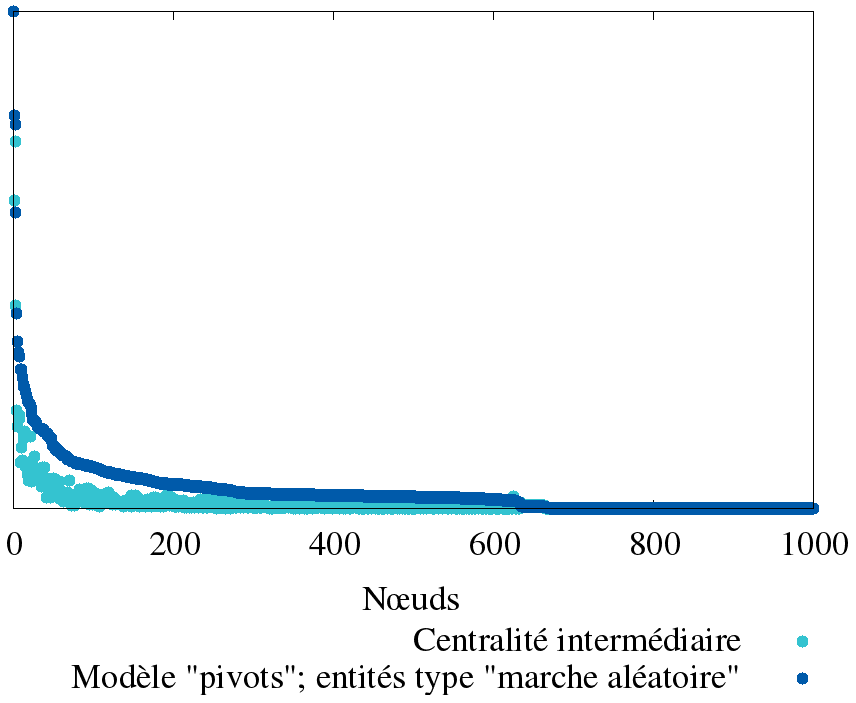 0 200 400 600 800 1000
Nœuds
Centralité intermédiaire
Modèle "pivots"; entités type "marche aléatoire"